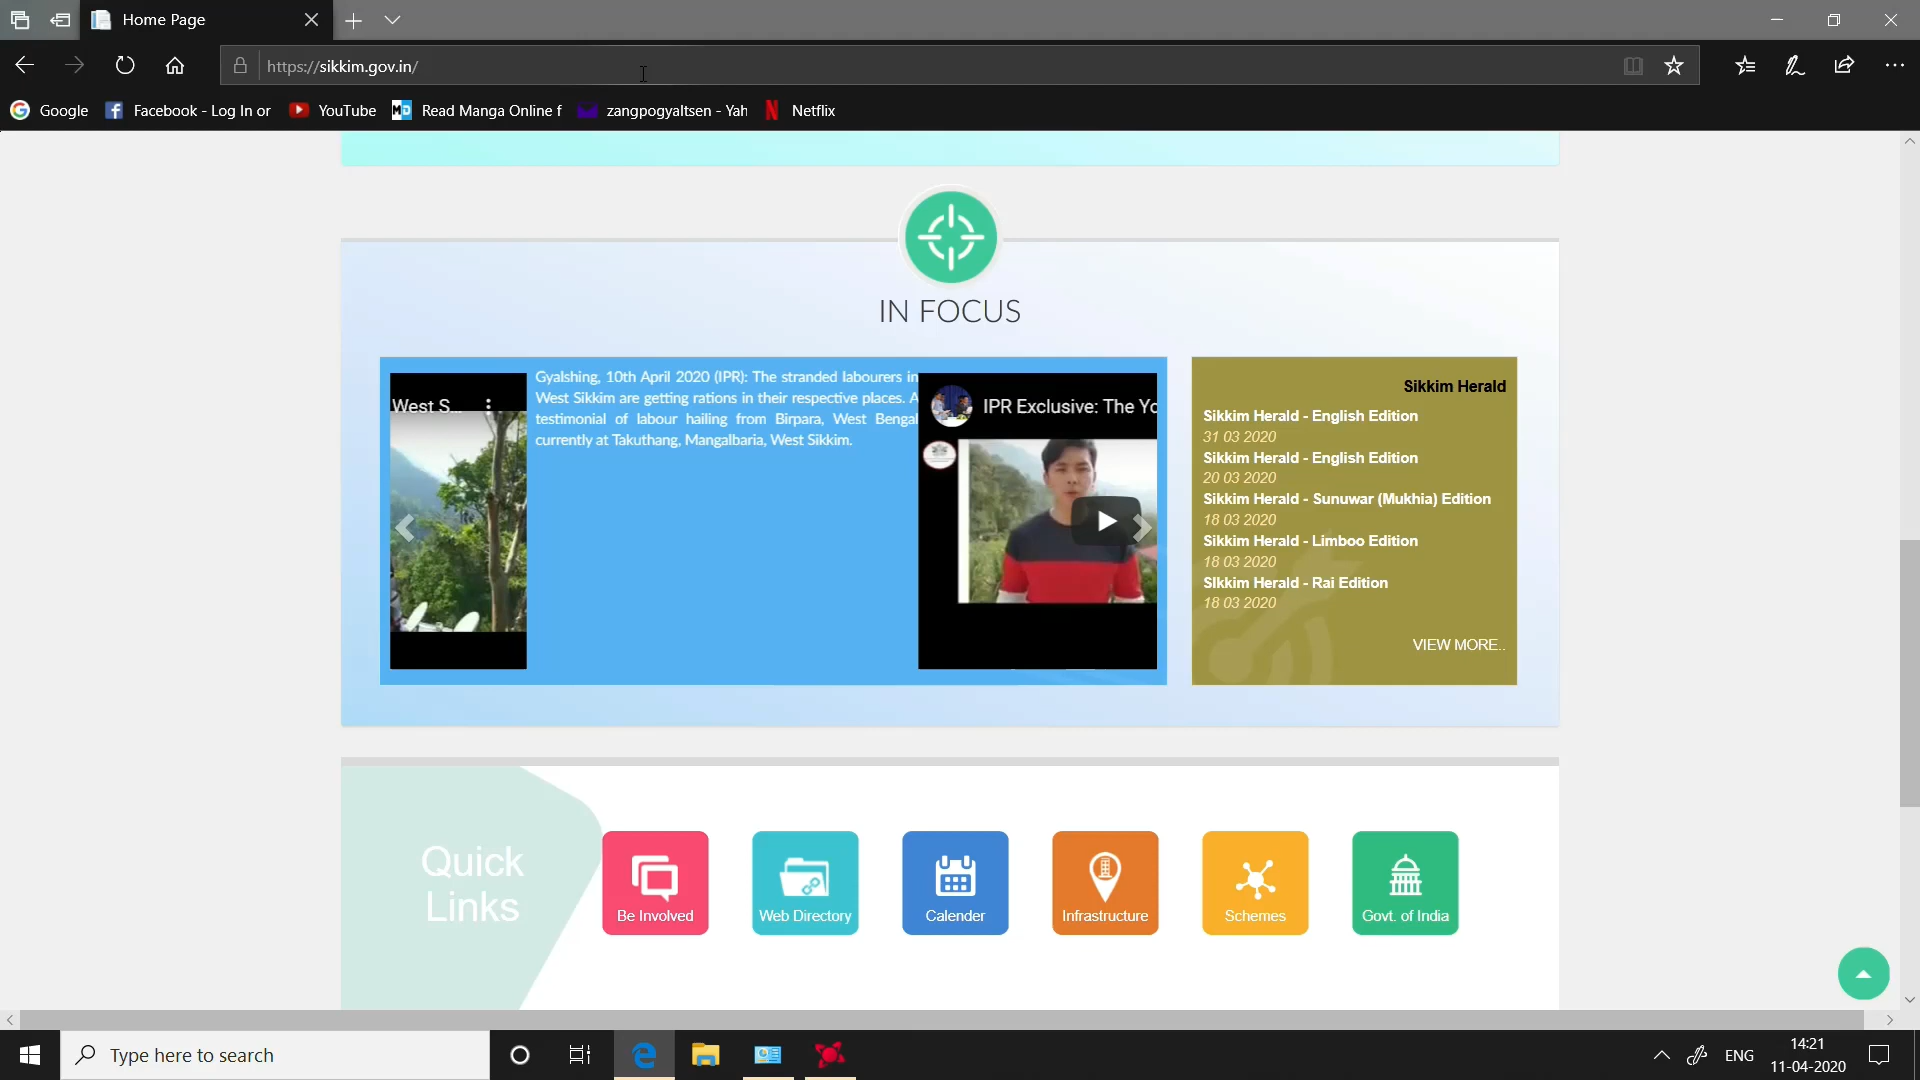 Home Page
https://sikkim.gov.in/
Google
Facebook - Log In or
YouTube
Read Manga Online f
zangpogyaltsen - Yah
Netflix
IN FOCUS
West S...
Gyalshing, 10th April 2020 (IPR): The stranded labourers in
West Sikkim are getting rations in their respective places. A
testimonial of labour hailing from Birpara, West Bengal
currently at Takuthang, Mangalbaria, West Sikkim.
IPR Exclusive: The Yo
Sikkim Herald
Sikkim Herald - English Edition
31 03 2020
Sikkim Herald - English Edition
20 03 2020
Sikkim Herald - Sunuwar (Mukhia) Edition
18 03 2020
Sikkim Herald - Limboo Edition
18 03 2020
SIkkim Herald - Rai Edition
18 03 2020
VIEW MORE..
Quick
Links
Be Involved
Web Directory
Calender
Infrastructure
Schemes
Govt. of India
Type here to search
ENG
14:21
11-04-2020